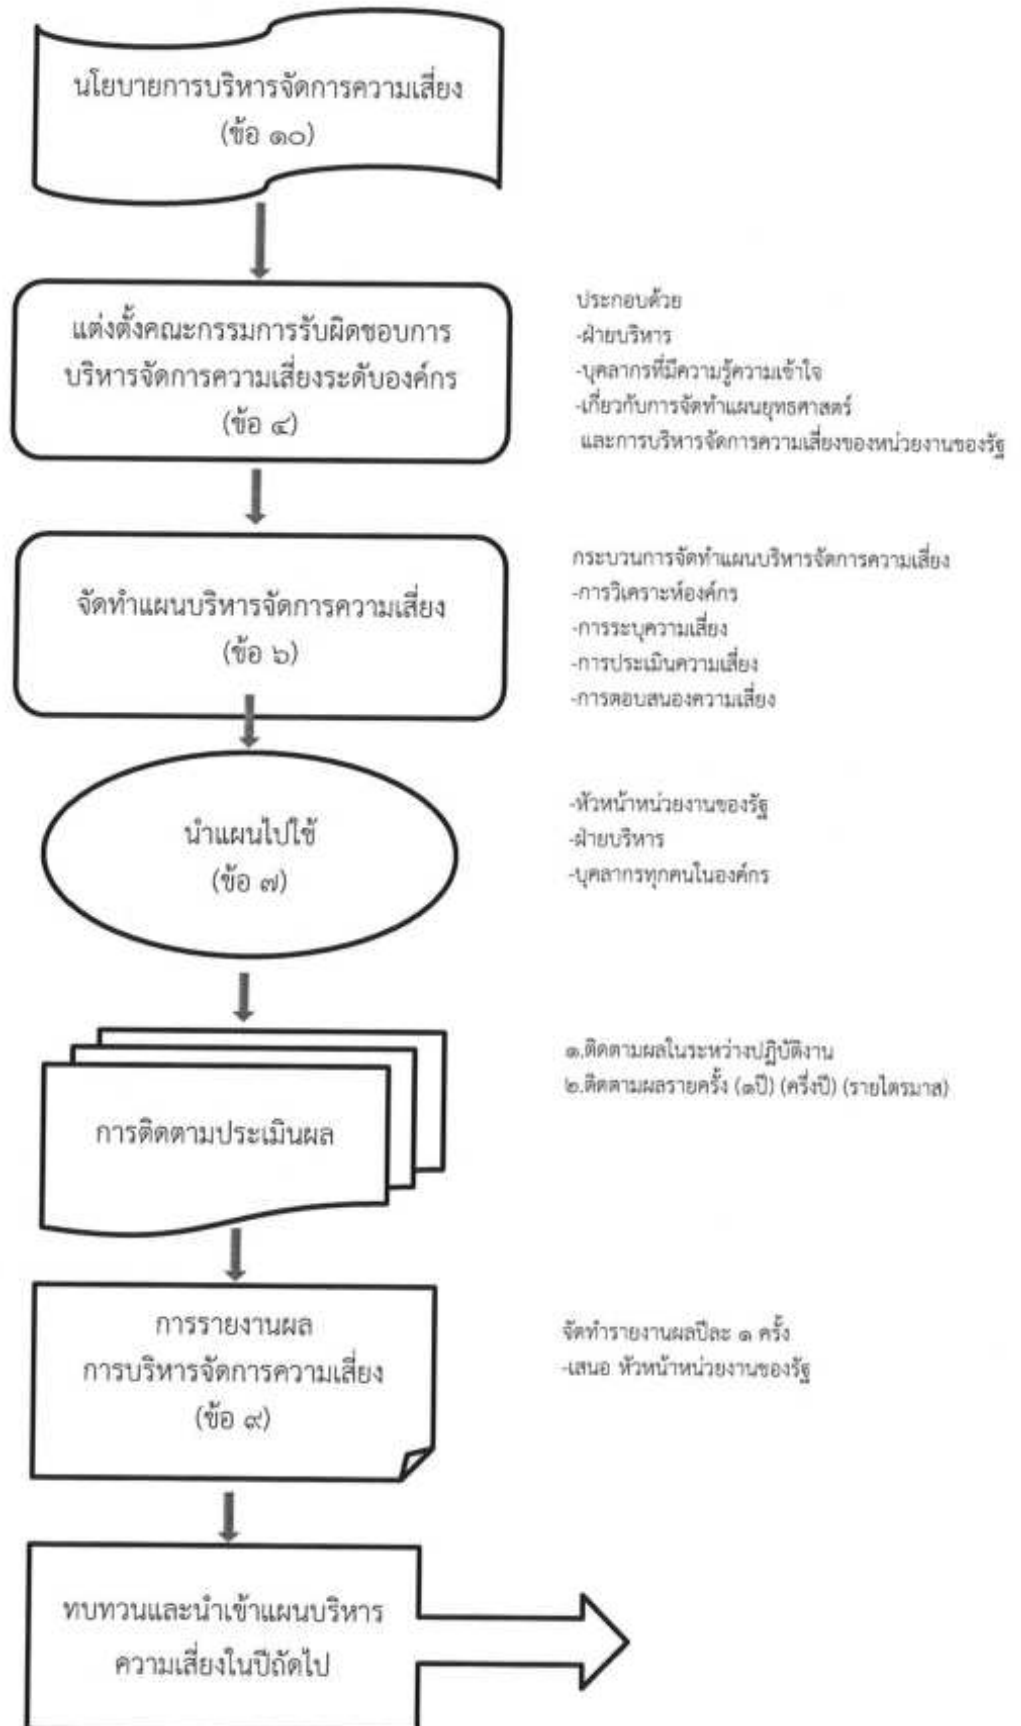 นโยบายการบริหารจัดการความเสี่ยง
(ข้อ ๑๐)
แต่งตั้งคณะกรรมการรับผิดชอบการ
บริหารจัดการความเสี่ยงระดับองค์กร
(ข้อ ๔)
ประกอบด้วย
-ฝ่ายบริหาร
-บุคลากรที่มีความรู้ความเข้าใจ
-เกี่ยวกับการจัดทำแผนยุทธศาสตร์
และการบริหารจัดการความเสี่ยงของหน่วยงานของรัฐ
จัดทำแผนบริหารจัดการความเสี่ยง
(ข้อ ๖)
กระบวนการจัดทำแผนบริหารจัดการความเสี่ยง
-การวิเคราะห์องค์กร
-การระบุความเสี่ยง
-การประเมินความเสี่ยง
-การตอบสนองความเสี่ยง
นำแผนไปใช้
(ข้อ ๗)
-หัวหน้าหน่วยงานของรัฐ
-ฝ่ายบริหาร
-บุคลากรทุกคนในองค์กร
การติดตามประเมินผล
๑.ติดตามผลในระหว่างปฏิบัติงาน
๒.ติดตามผลรายครั้ง (๑ปี) (ครึ่งปี) (รายไตรมาส)
การรายงานผล
การบริหารจัดการความเสี่ยง
(ข้อ ๙)
จัดทำรายงานผลปีละ ๑ ครั้ง
-เสนอ หัวหน้าหน่วยงานของรัฐ
ทบทวนและนำเข้าแผนบริหาร
ความเสี่ยงในปีถัดไป